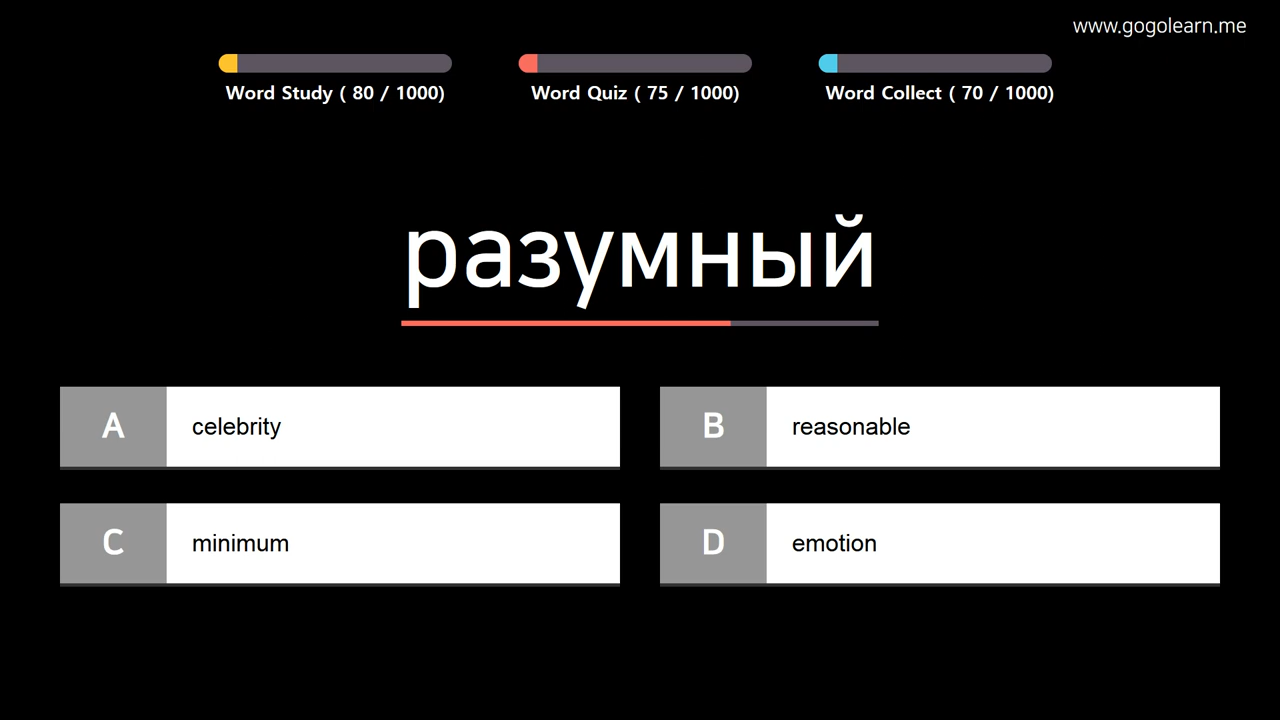 www.gogolearn.me
Word Study ( 80 / 1000)
Word Quiz ( 75 / 1000)
Word Collect ( 70 / 1000)
разумный
A celebrity
B reasonable
C minimum
D emotion